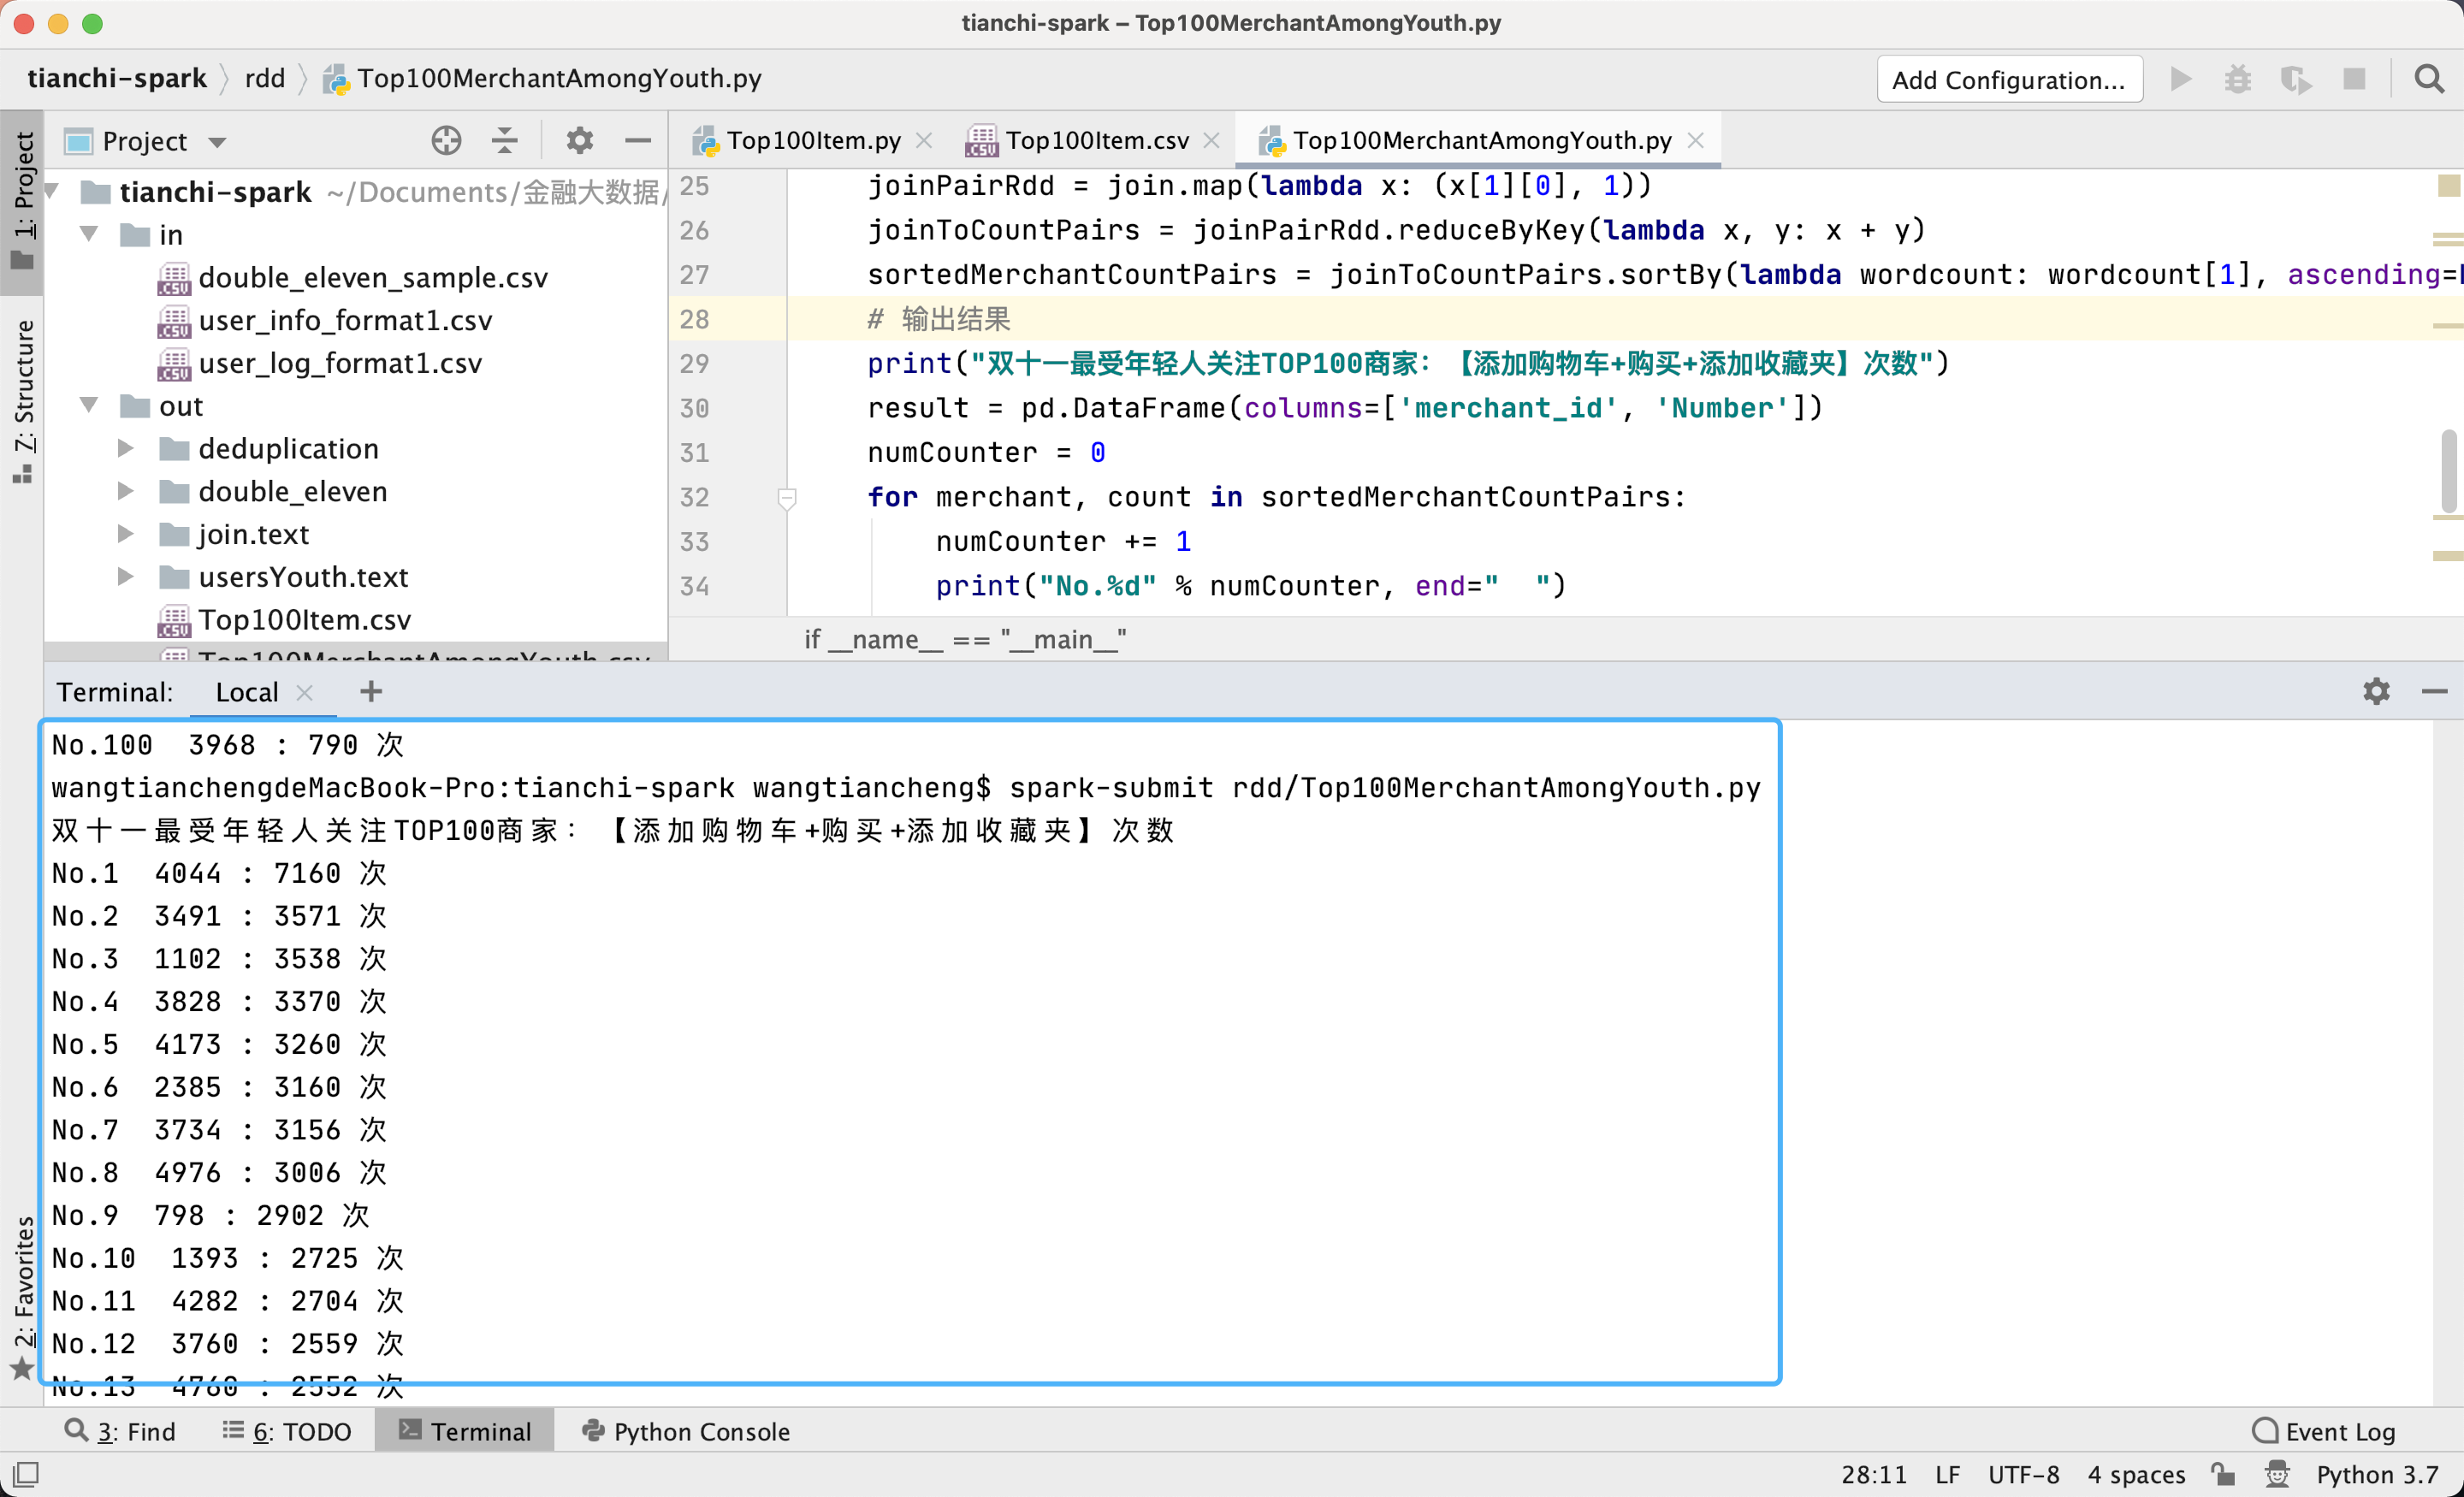 tianchi-spark – Top100MerchantAmongYouth.py
tianchi-spark rdd Top100MerchantAmongYouth.py
Add Configuration...
1: Project
7: Structure
2: Favorites
Project
tianchi-spark ~/Documents/金融大数据/
in
double_eleven_sample.csv
user_info_format1.csv
user_log_format1.csv
out
deduplication
double_eleven
join.text
usersYouth.text
Top100Item.csv
Top100MerchantAmongYouth.csv
Top100Item.py
Top100Item.csv
Top100MerchantAmongYouth.py
25 joinPairRdd = join.map(lambda x: (x[1][0], 1))
26 joinToCountPairs = joinPairRdd.reduceByKey(lambda x, y: x + y)
27 sortedMerchantCountPairs = joinToCountPairs.sortBy(lambda wordcount: wordcount[1], ascending=
28 # 输出结果
29 print("双十一最受年轻人关注TOP100商家：【添加购物车+购买+添加收藏夹】次数")
30 result = pd.DataFrame(columns=['merchant_id', 'Number'])
31 numCounter = 0
32 for merchant, count in sortedMerchantCountPairs:
33 numCounter += 1
34 print("No.%d" % numCounter, end="  ")
if __name__ == "__main__"
Terminal: Local
No.100  3968 : 790 次
wangtianchengdeMacBook-Pro:tianchi-spark wangtiancheng$ spark-submit rdd/Top100MerchantAmongYouth.py
双十一最受年轻人关注TOP100商家：【添加购物车+购买+添加收藏夹】次数
No.1  4044 : 7160 次
No.2  3491 : 3571 次
No.3  1102 : 3538 次
No.4  3828 : 3370 次
No.5  4173 : 3260 次
No.6  2385 : 3160 次
No.7  3734 : 3156 次
No.8  4976 : 3006 次
No.9  798 : 2902 次
No.10  1393 : 2725 次
No.11  4282 : 2704 次
No.12  3760 : 2559 次
No.13  4760 : 2552 次
3: Find 6: TODO Terminal Python Console Event Log
28:11 LF UTF-8 4 spaces Python 3.7